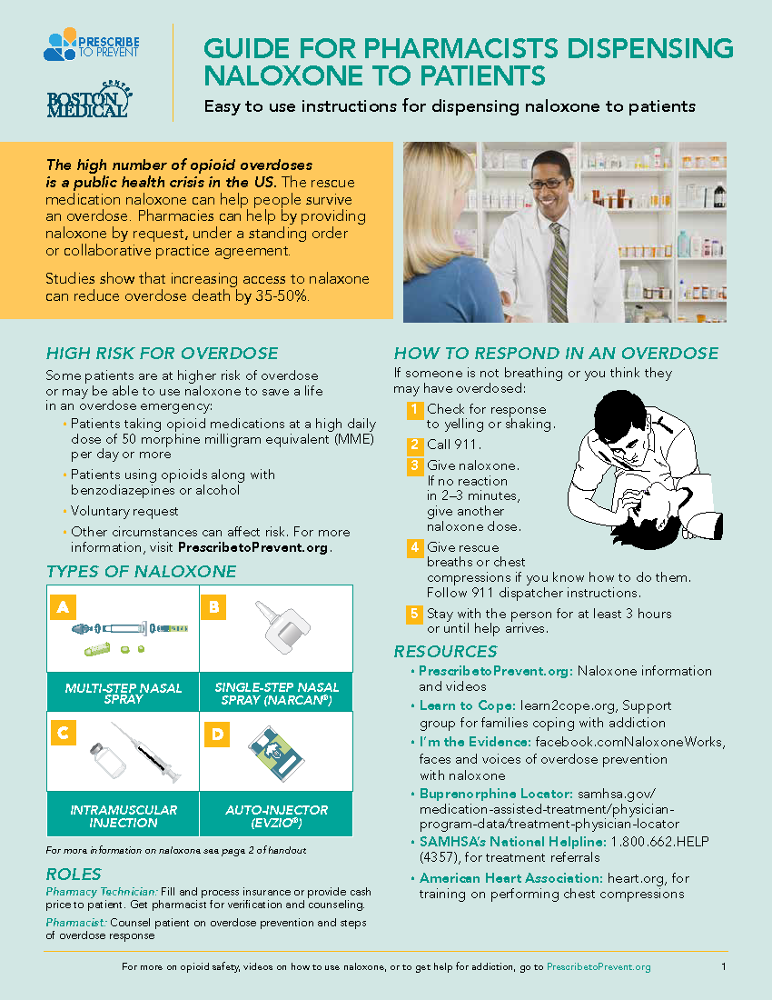 PRESCRIBE
TO PREVENT
BOSTON
MEDICAL
CENTER
GUIDE FOR PHARMACISTS DISPENSING
NALOXONE TO PATIENTS
Easy to use instructions for dispensing naloxone to patients
The high number of opioid overdoses
is a public health crisis in the US. The rescue
medication naloxone can help people survive
an overdose. Pharmacies can help by providing
naloxone by request, under a standing order
or collaborative practice agreement.
Studies show that increasing access to nalaxone
can reduce overdose death by 35-50%.
HIGH RISK FOR OVERDOSE
Some patients are at higher risk of overdose
or may be able to use naloxone to save a life
in an overdose emergency:
• Patients taking opioid medications at a high daily
dose of 50 morphine milligram equivalent (MME)
per day or more
• Patients using opioids along with
benzodiazepines or alcohol
• Voluntary request
• Other circumstances can affect risk. For more
information, visit PrescribetoPrevent.org.
TYPES OF NALOXONE
A
B
MULTI-STEP NASAL
SPRAY
SINGLE-STEP NASAL
SPRAY (NARCAN®)
C
D
INTRAMUSCULAR
INJECTION
AUTO-INJECTOR
(EVZIO®)
For more information on naloxone see page 2 of handout
ROLES
Pharmacy Technician: Fill and process insurance or provide cash
price to patient. Get pharmacist for verification and counseling.
Pharmacist: Counsel patient on overdose prevention and steps
of overdose response
HOW TO RESPOND IN AN OVERDOSE
If someone is not breathing or you think they
may have overdosed:
1 Check for response
to yelling or shaking.
2 Call 911.
3 Give naloxone.
If no reaction
in 2–3 minutes,
give another
naloxone dose.
4 Give rescue
breaths or chest
compressions if you know how to do them.
Follow 911 dispatcher instructions.
5 Stay with the person for at least 3 hours
or until help arrives.
RESOURCES
• PrescribetoPrevent.org: Naloxone information
and videos
• Learn to Cope: learn2cope.org, Support
group for families coping with addiction
• I'm the Evidence: facebook.comNaloxoneWorks,
faces and voices of overdose prevention
with naloxone
• Buprenorphine Locator: samhsa.gov/
medication-assisted-treatment/physician-
program-data/treatment-physician-locator
• SAMHSA's National Helpline: 1.800.662.HELP
(4357), for treatment referrals
• American Heart Association: heart.org, for
training on performing chest compressions
For more on opioid safety, videos on how to use naloxone, or to get help for addiction, go to PrescribetoPrevent.org
1